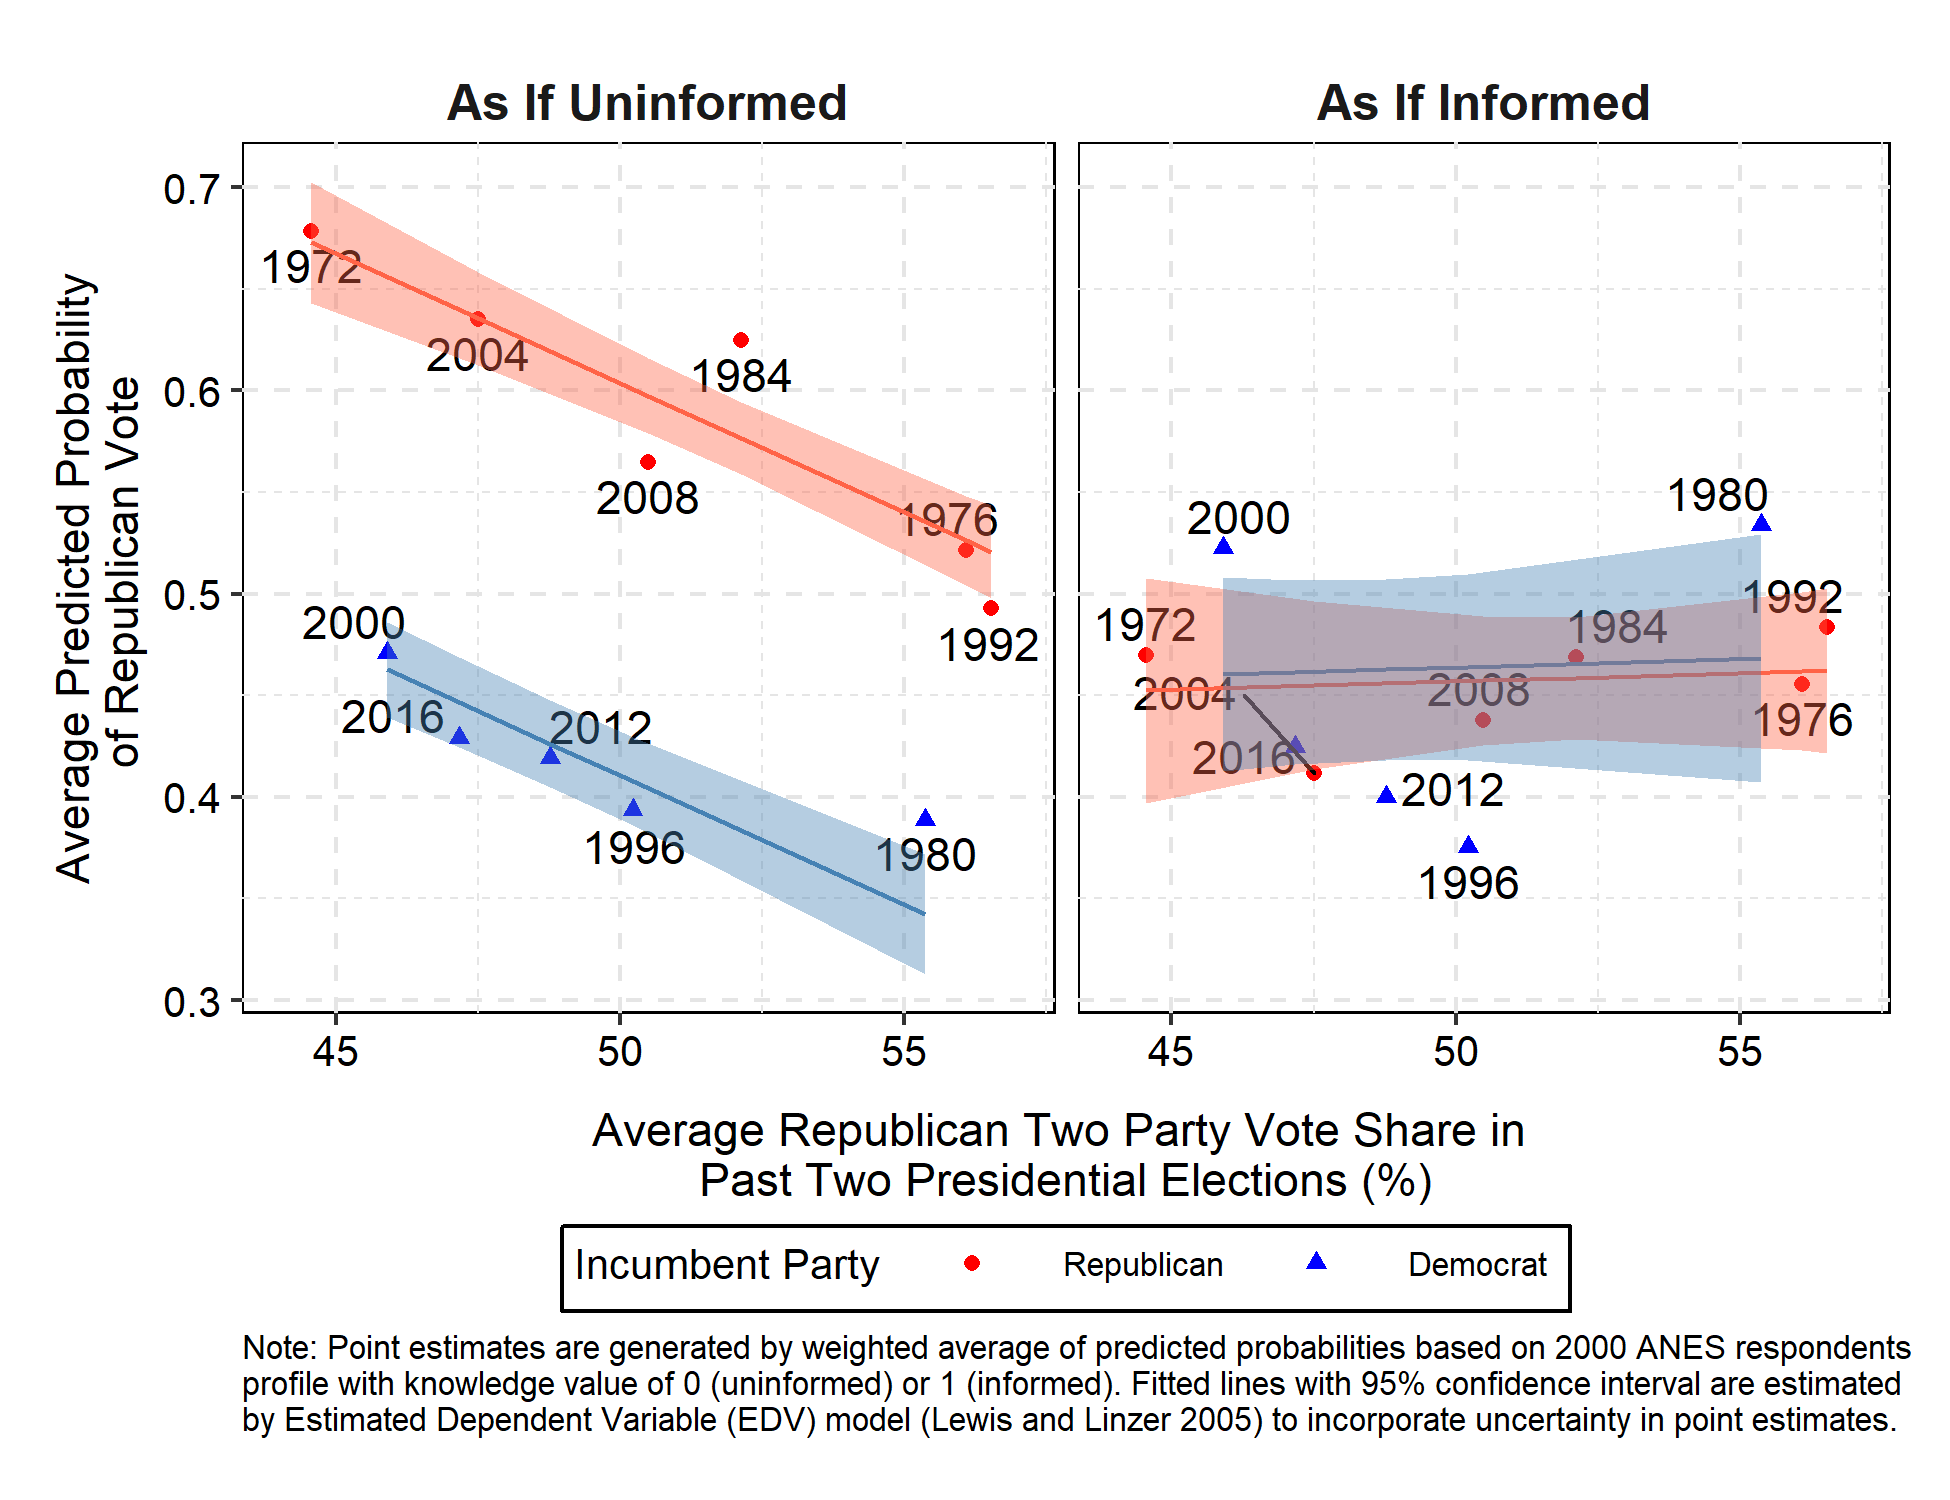 As If Uninformed
As If Informed
Average Predicted Probability
of Republican Vote
0.7
0.6
0.5
0.4
0.3
1972
2004
1984
2008
1976
1992
2000
2016
2012
1996
1980
2000
1980
1972
1992
1984
2004
2008
1976
2016
2012
1996
45
50
55
45
50
55
Average Republican Two Party Vote Share in
Past Two Presidential Elections (%)
Incumbent Party
Republican
Democrat
Note: Point estimates are generated by weighted average of predicted probabilities based on 2000 ANES respondents
profile with knowledge value of 0 (uninformed) or 1 (informed). Fitted lines with 95% confidence interval are estimated
by Estimated Dependent Variable (EDV) model (Lewis and Linzer 2005) to incorporate uncertainty in point estimates.